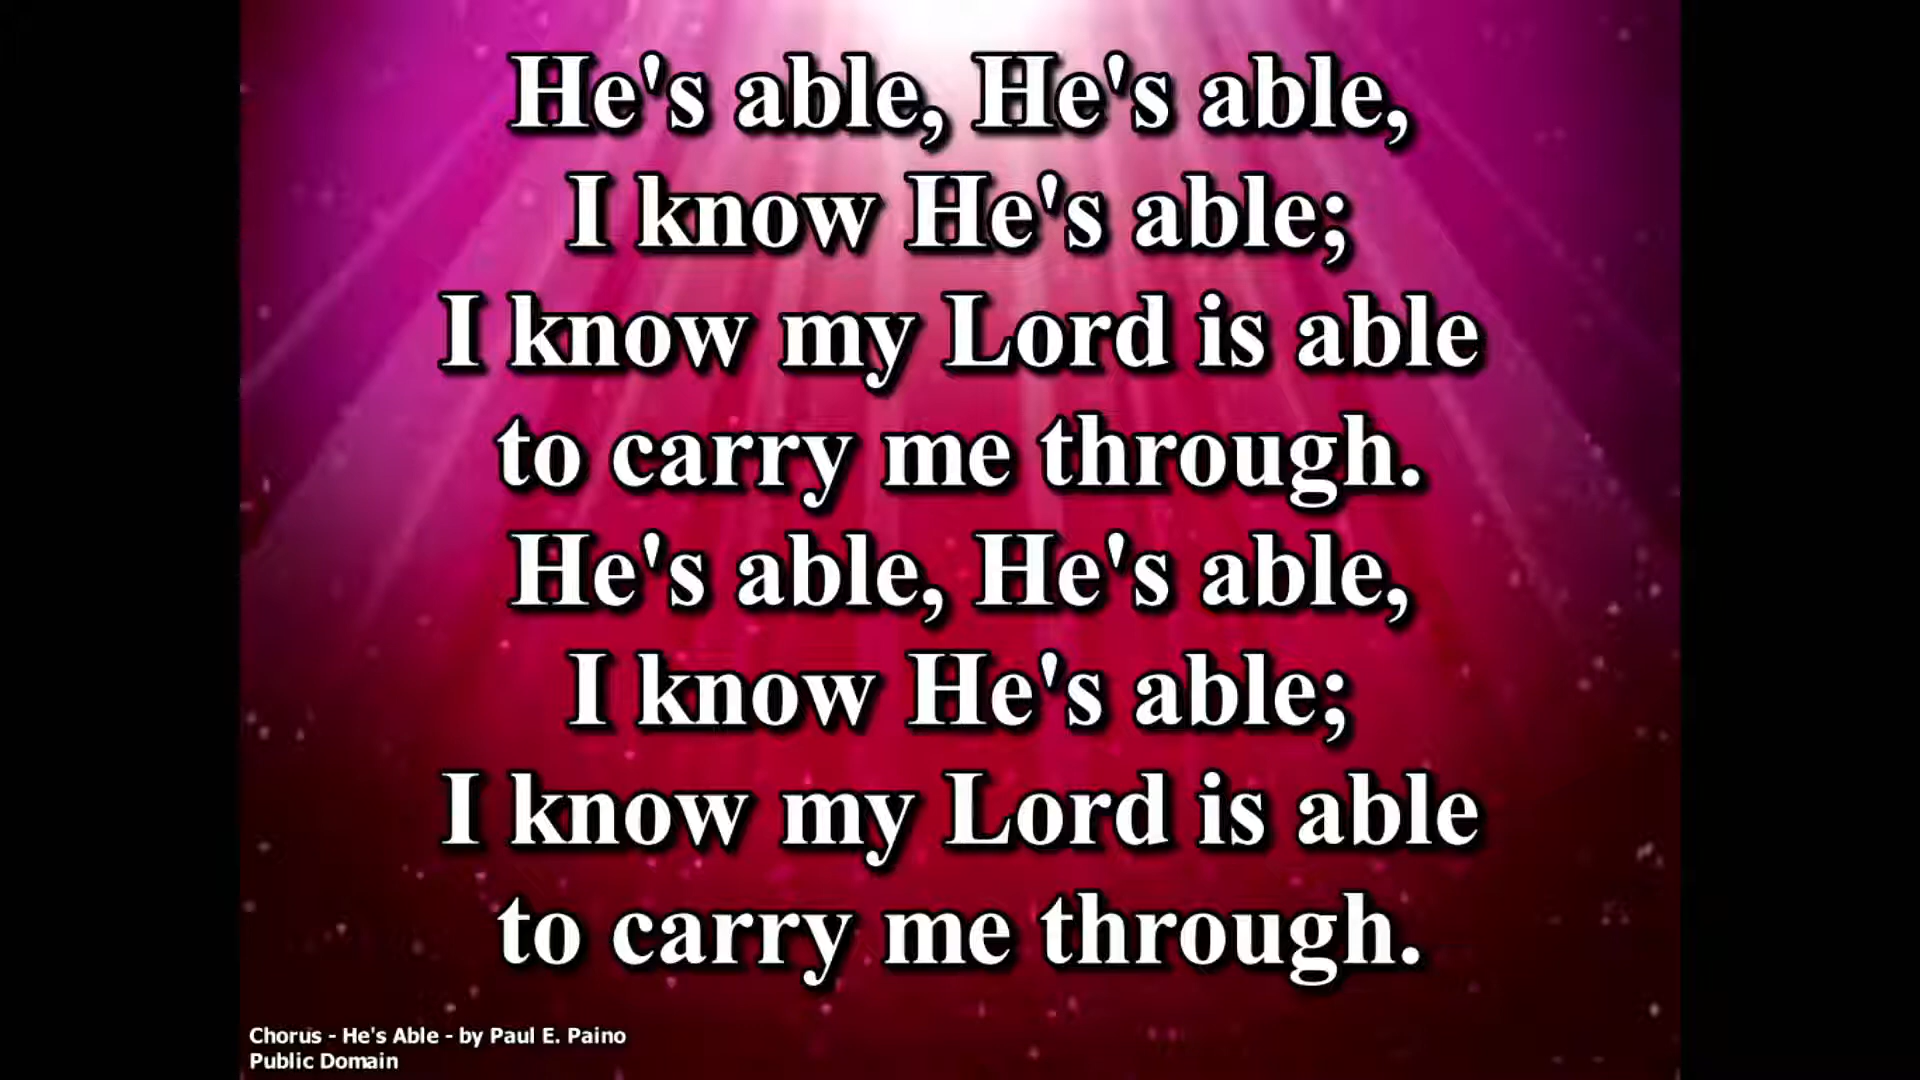 He's able, He's able,
I know He's able;
I know my Lord is able
to carry me through.
He's able, He's able,
I know He's able;
I know my Lord is able
to carry me through.
Chorus - He's Able - by Paul E. Paino
Public Domain